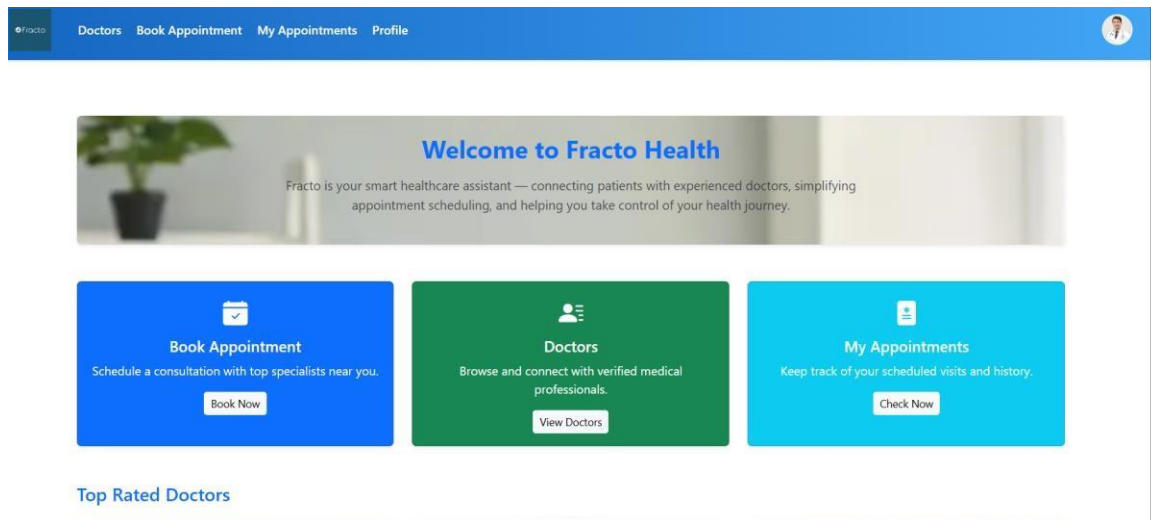 Fracto
Doctors Book Appointment My Appointments Profile
Welcome to Fracto Health
Fracto is your smart healthcare assistant — connecting patients with experienced doctors, simplifying
appointment scheduling, and helping you take control of your health journey.
Book Appointment
Schedule a consultation with top specialists near you.
Book Now
Doctors
Browse and connect with verified medical
professionals.
View Doctors
My Appointments
Keep track of your scheduled visits and history.
Check Now
Top Rated Doctors